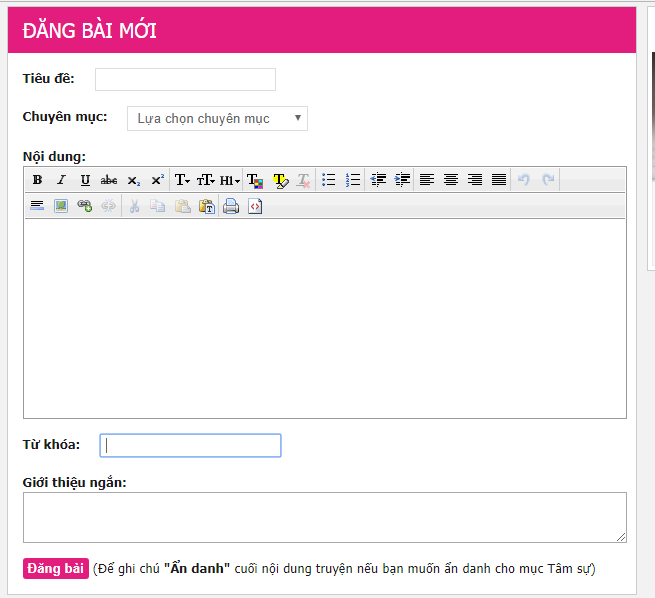 ĐĂNG BÀI MỚI
Tiêu đề:
Chuyên mục: Lựa chọn chuyên mục
Nội dung:
Từ khóa:
Giới thiệu ngắn:
Đăng bài (Để ghi chú "Ẩn danh" cuối nội dung truyện nếu bạn muốn ẩn danh cho mục Tâm sự)